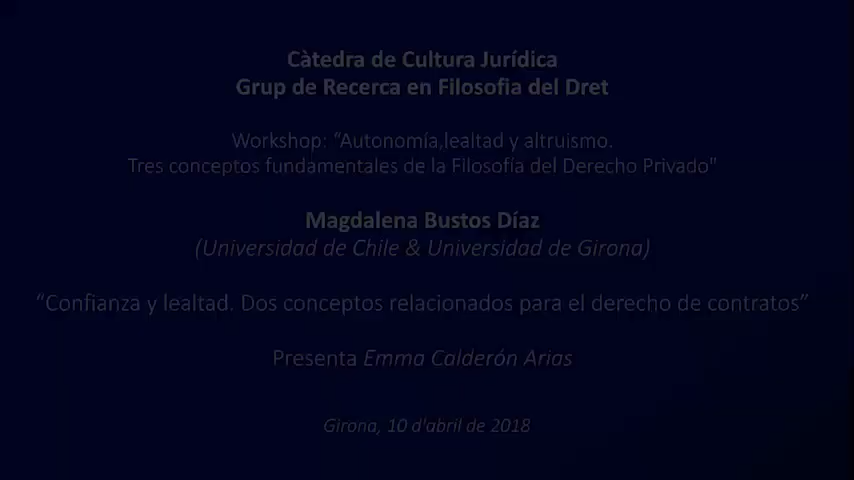 Càtedra de Cultura Jurídica
Grup de Recerca en Filosofia del Dret
Workshop: “Autonomía,lealtad y altruismo.
Tres conceptos fundamentales de la Filosofía del Derecho Privado"
Magdalena Bustos Díaz
(Universidad de Chile & Universidad de Girona)
“Confianza y lealtad. Dos conceptos relacionados para el derecho de contratos”
Presenta Emma Calderón Arias
Girona, 10 d'abril de 2018